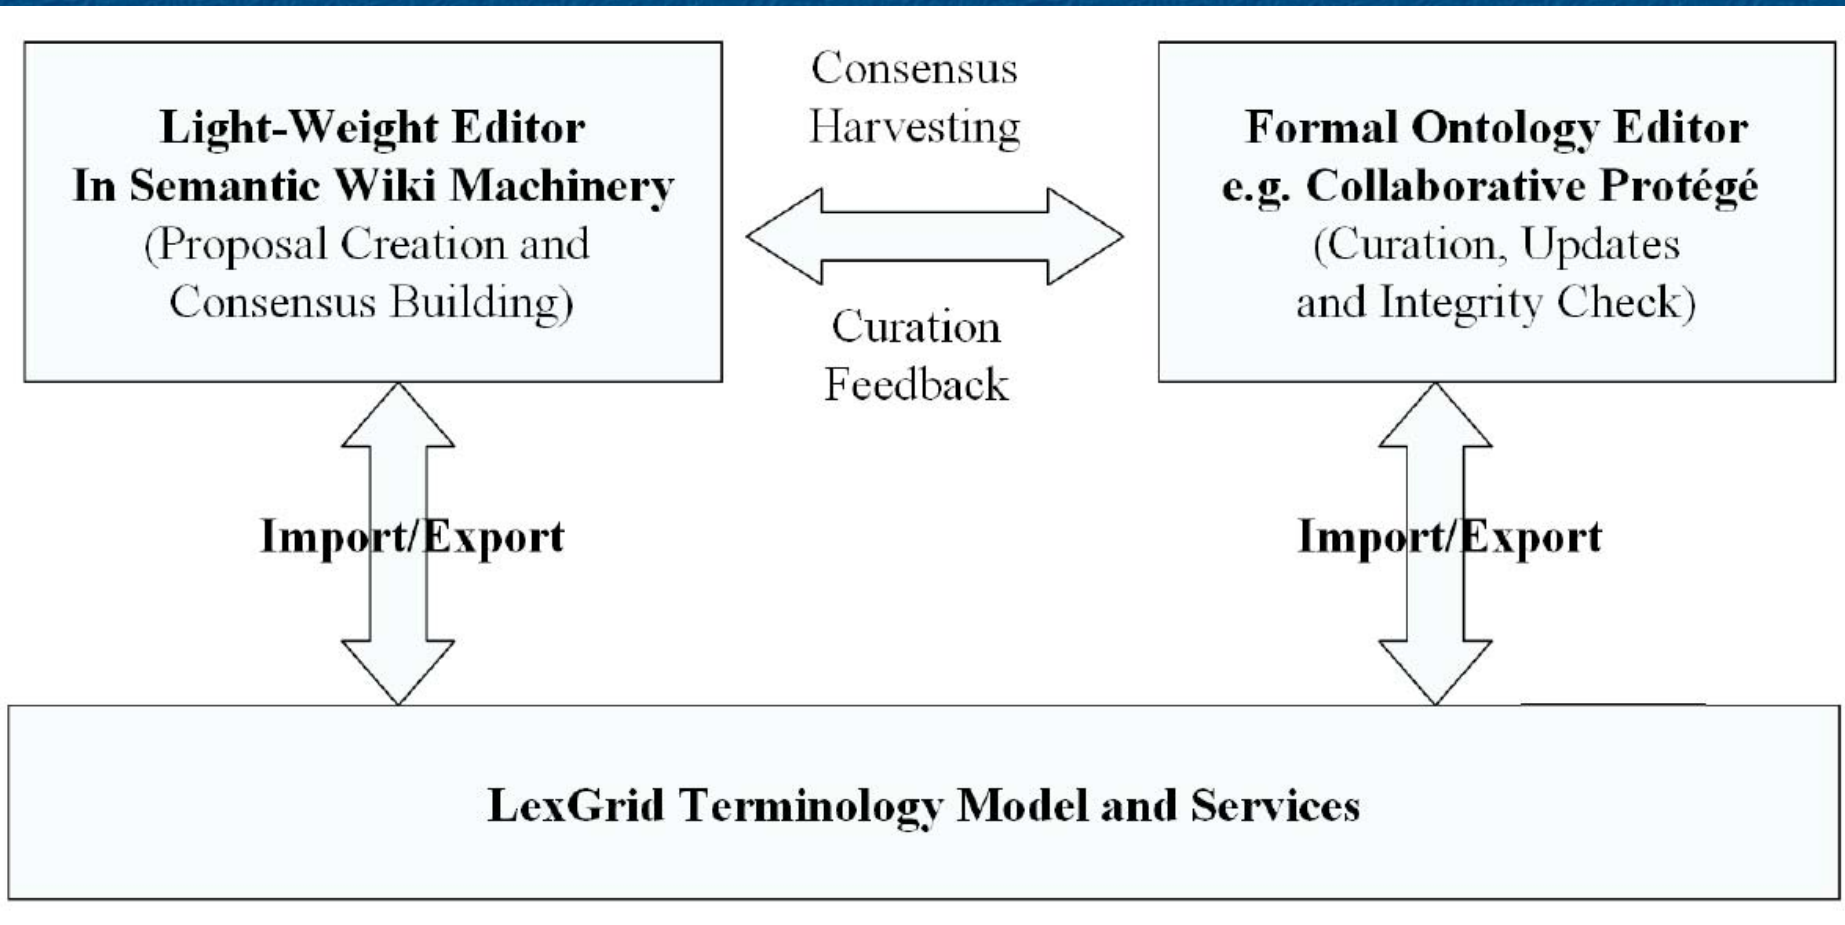 Light-Weight Editor
In Semantic Wiki Machinery
(Proposal Creation and
Consensus Building)
Consensus
Harvesting
Curation
Feedback
Formal Ontology Editor
e.g. Collaborative Protégé
(Curation, Updates
and Integrity Check)
Import/Export
Import/Export
LexGrid Terminology Model and Services